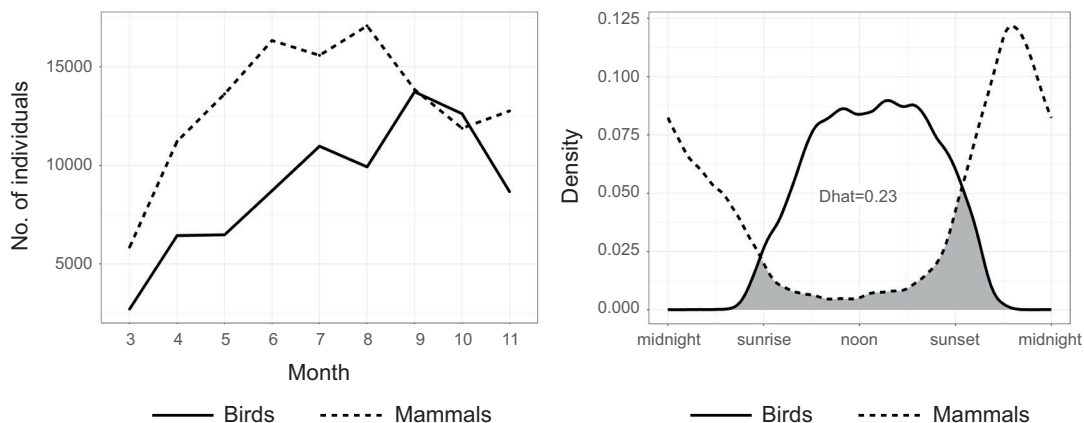 No. of individuals
15000
10000
5000
3 4 5 6 7 8 9 10 11
Month
Birds Mammals
Density
0.125
0.100
0.075
0.050
0.025
0.000
Dhat=0.23
midnight sunrise noon sunset midnight
Birds Mammals